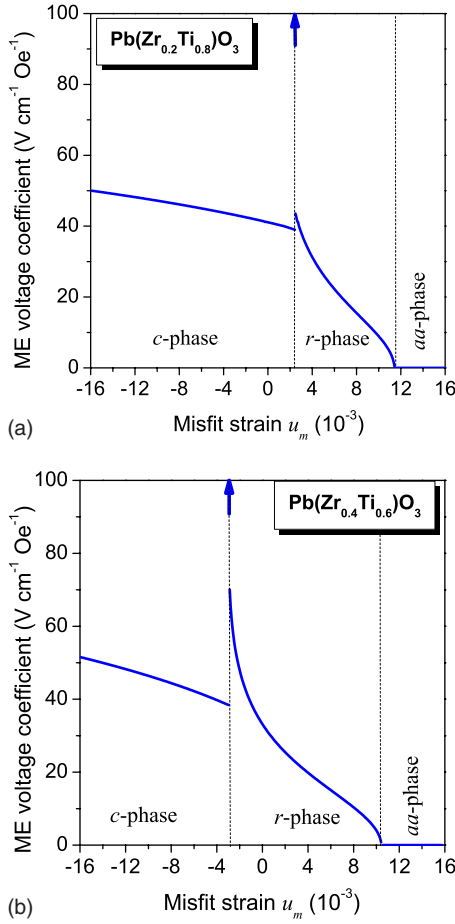 Pb(Zr0.2Ti0.8)O3
ME voltage coefficient (V cm-1 Oe-1)
100
80
60
40
20
0
c-phase
r-phase
aa-phase
-16 -12 -8 -4 0 4 8 12 16
(a)
Misfit strain um (10-3)
Pb(Zr0.4Ti0.6)O3
ME voltage coefficient (V cm-1 Oe-1)
100
80
60
40
20
0
c-phase
r-phase
aa-phase
-16 -12 -8 -4 0 4 8 12 16
(b)
Misfit strain um (10-3)